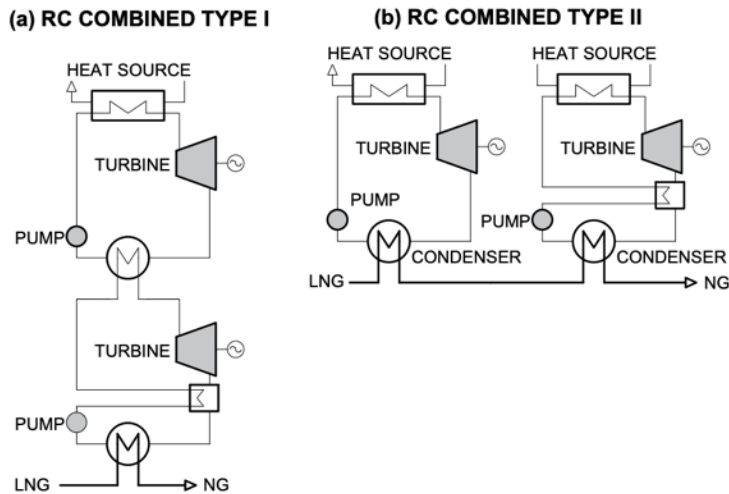 (a) RC COMBINED TYPE I
HEAT SOURCE
TURBINE
PUMP
TURBINE
PUMP
LNG
NG
(b) RC COMBINED TYPE II
HEAT SOURCE
HEAT SOURCE
TURBINE
TURBINE
PUMP
PUMP
CONDENSER
CONDENSER
LNG
NG